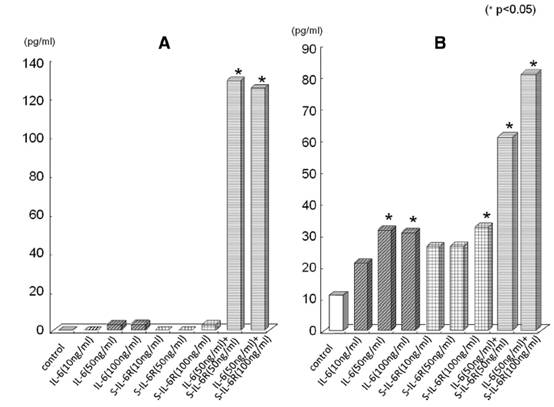 (* p<0.05)
(pg/ml)
A
140
120
100
80
60
40
20
0
*
*
control
IL-6(10ng/ml)
IL-6(50ng/ml)
IL-6(100ng/ml)
S-IL-6R(10ng/ml)
S-IL-6R(50ng/ml)
S-IL-6R(100ng/ml)
IL-6(50ng/ml)+
S-IL-6R(50ng/ml)
IL-6(50ng/ml)+
S-IL-6R(100ng/ml)
(pg/ml)
B
90
80
70
60
50
40
30
20
10
0
*
*
*
*
*
control
IL-6(10ng/ml)
IL-6(50ng/ml)
IL-6(100ng/ml)
S-IL-6R(10ng/ml)
S-IL-6R(50ng/ml)
S-IL-6R(100ng/ml)
IL-6(50ng/ml)+
S-IL-6R(50ng/ml)
IL-6(50ng/ml)+
S-IL-6R(100ng/ml)